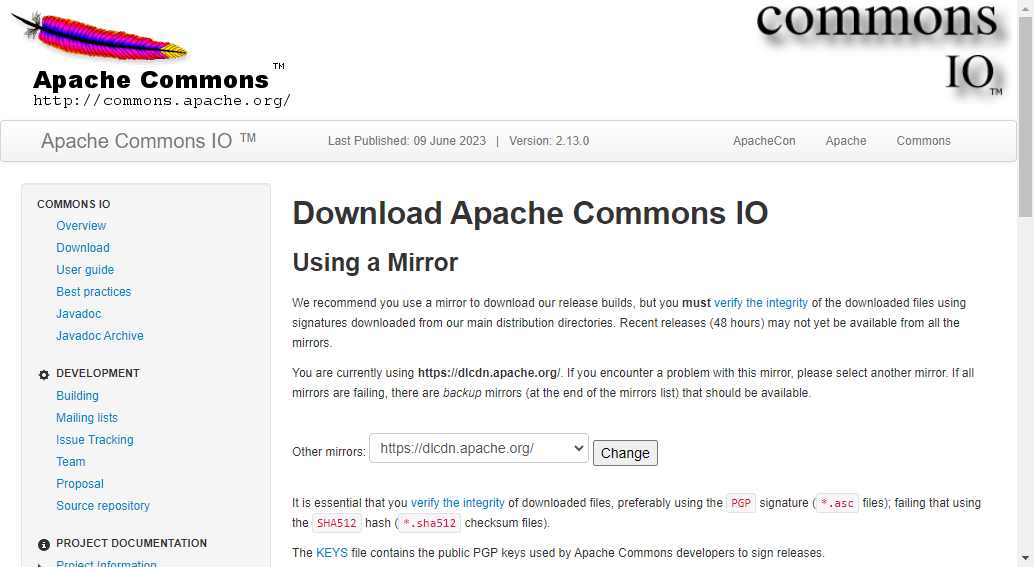 commons
IO
TM
Apache Commons™
http://commons.apache.org/
Apache Commons IO ™
Last Published: 09 June 2023 | Version: 2.13.0
ApacheCon Apache Commons
COMMONS IO
Overview
Download
User guide
Best practices
Javadoc
Javadoc Archive
DEVELOPMENT
Building
Mailing lists
Issue Tracking
Team
Proposal
Source repository
PROJECT DOCUMENTATION
Project Information
Download Apache Commons IO
Using a Mirror
We recommend you use a mirror to download our release builds, but you must verify the integrity of the downloaded files using
signatures downloaded from our main distribution directories. Recent releases (48 hours) may not yet be available from all the
mirrors.
You are currently using https://dlcdn.apache.org/. If you encounter a problem with this mirror, please select another mirror. If all
mirrors are failing, there are backup mirrors (at the end of the mirrors list) that should be available.
Other mirrors: https://dlcdn.apache.org/ Change
It is essential that you verify the integrity of downloaded files, preferably using the PGP signature (*.asc files); failing that using
the SHA512 hash (*.sha512 checksum files).
The KEYS file contains the public PGP keys used by Apache Commons developers to sign releases.